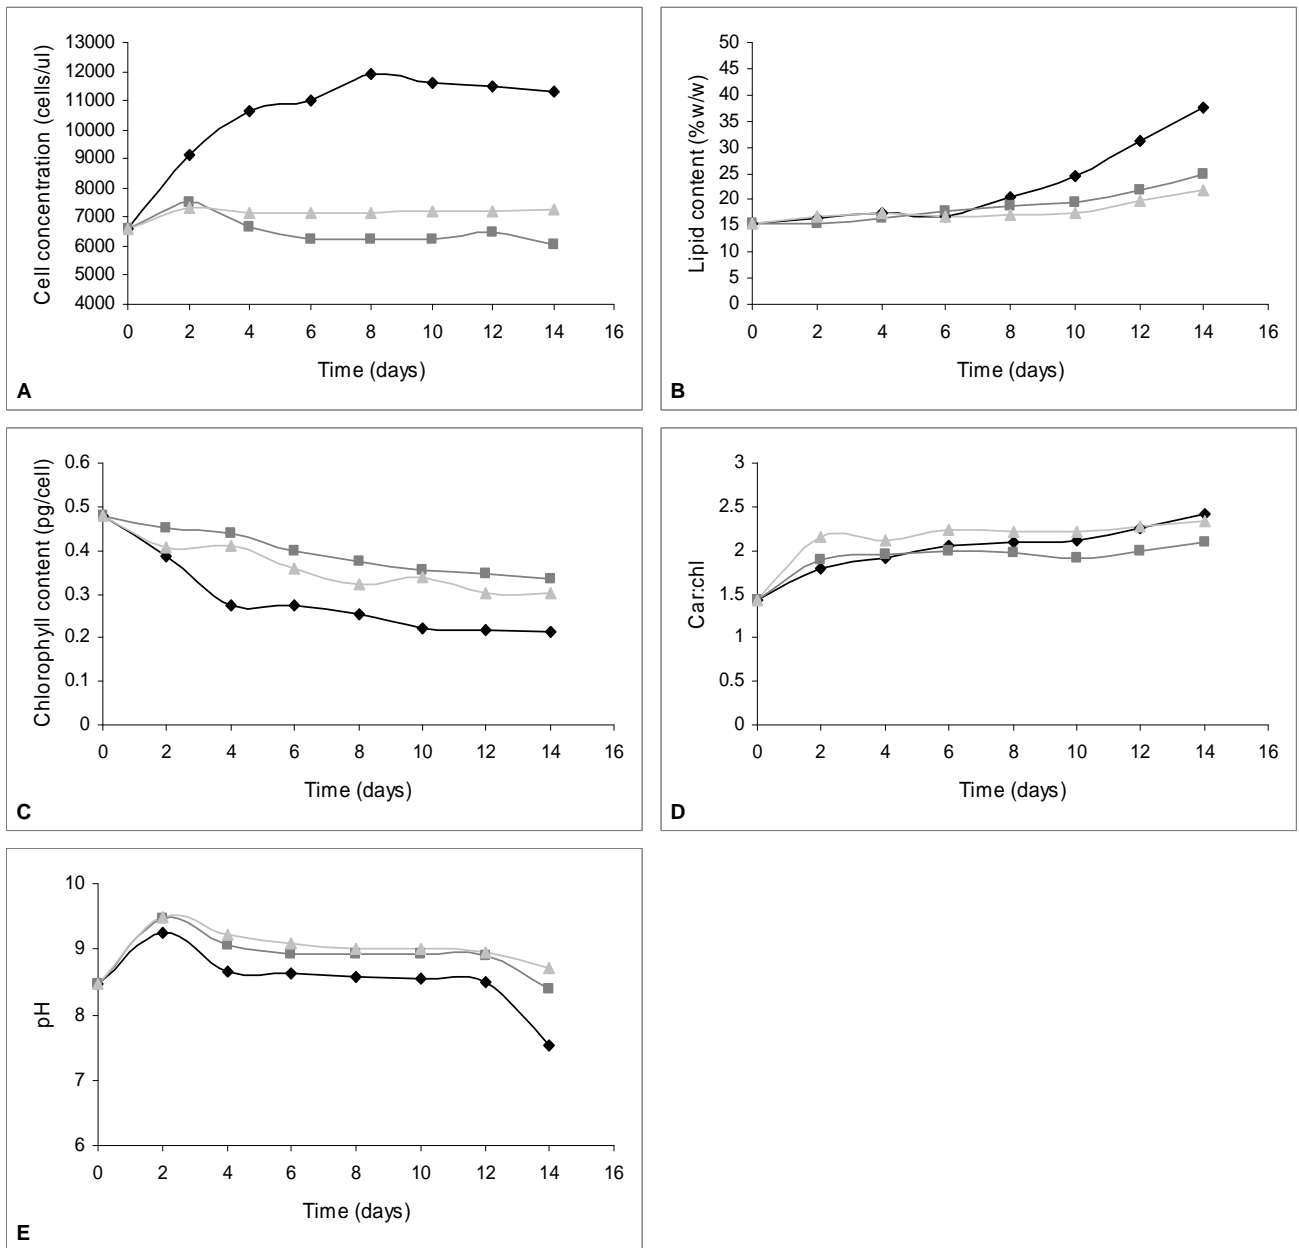 Cell concentration (cells/ul)
13000
12000
11000
10000
9000
8000
7000
6000
5000
4000
0 2 4 6 8 10 12 14 16
Time (days)
A
Lipid content (%w/w)
50
45
40
35
30
25
20
15
10
5
0
0 2 4 6 8 10 12 14 16
Time (days)
B
Chlorophyll content (pg/cell)
0.6
0.5
0.4
0.3
0.2
0.1
0
0 2 4 6 8 10 12 14 16
Time (days)
C
Car:chl
3
2.5
2
1.5
1
0.5
0
0 2 4 6 8 10 12 14 16
Time (days)
D
pH
10
9
8
7
6
0 2 4 6 8 10 12 14 16
Time (days)
E